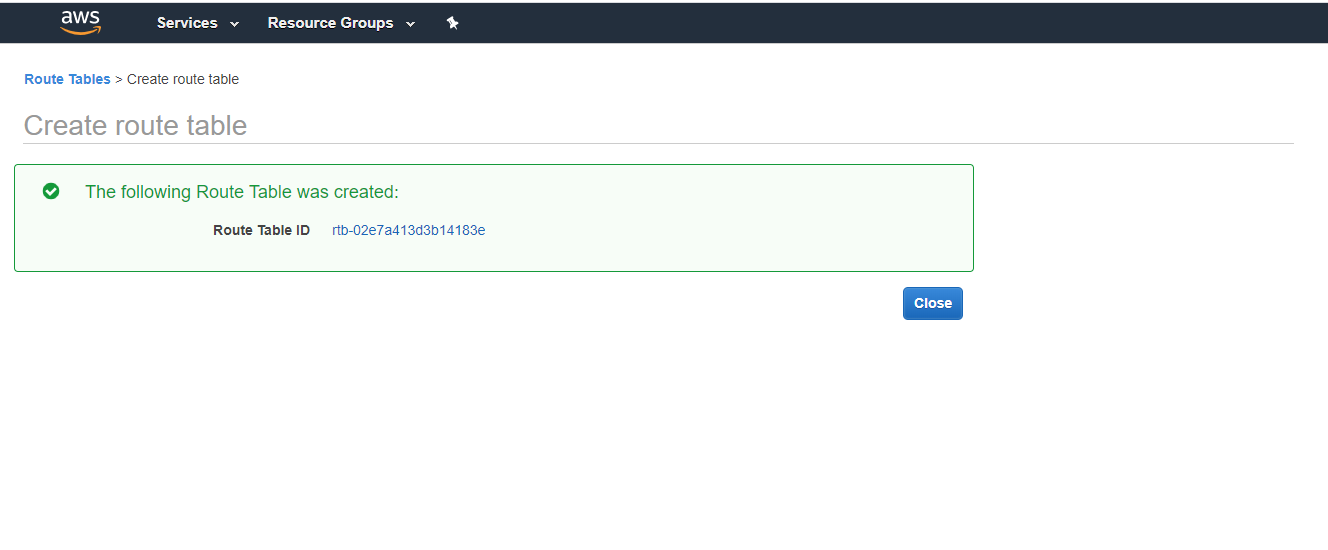 aws Services Resource Groups
Route Tables > Create route table
Create route table
The following Route Table was created:
Route Table ID rtb-02e7a413d3b14183e
Close